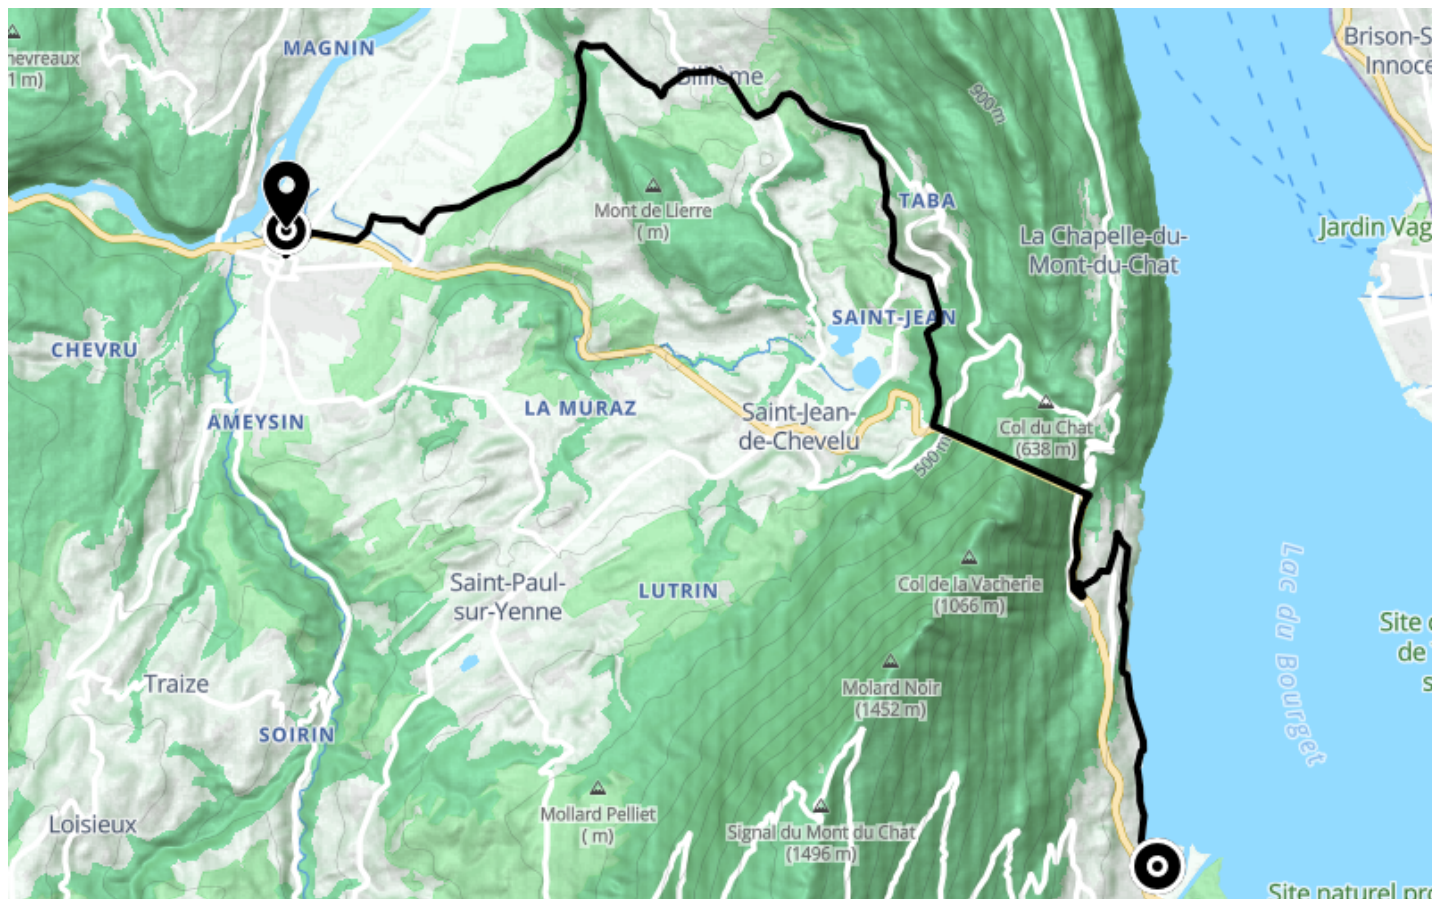 MAGNIN
Brison-S
Innoce
nevreaux
1 m)
Billième
900 m
Mont de Lierre
( m)
TABA
La Chapelle-du-
Mont-du-Chat
Jardin Vag
CHEVRU
SAINT-JEAN
AMEYSIN
LA MURAZ
Saint-Jean-
de-Chevelu
Col du Chat
(638 m)
500 m
Saint-Paul-
sur-Yenne
LUTRIN
Col de la Vacherie
(1066 m)
Lac du Bourget
Site
de
s
Traize
Molard Noir
(1452 m)
SOIRIN
Loisieux
Mollard Pelliet
( m)
Signal du Mont du Chat
(1496 m)
Site naturel pro